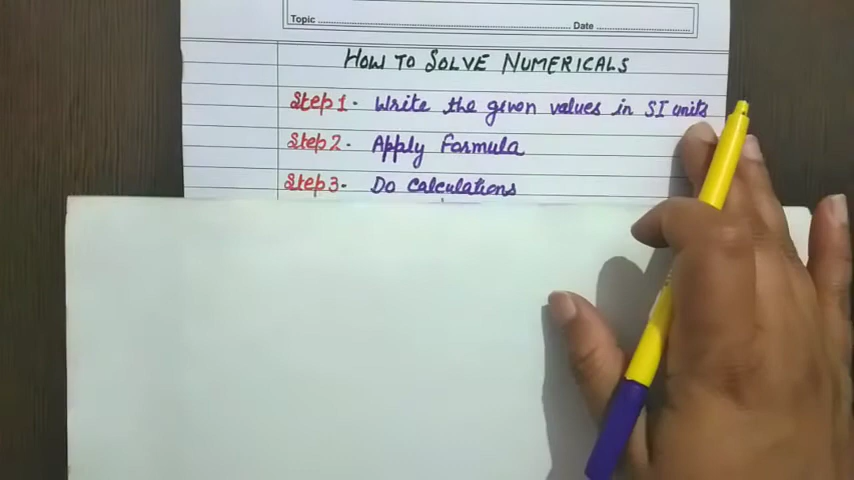 Topic Date
HOW TO SOLVE NUMERICALS
Step 1- Write the given values in SI units
Step 2- Apply Formula
Step 3- Do Calculations